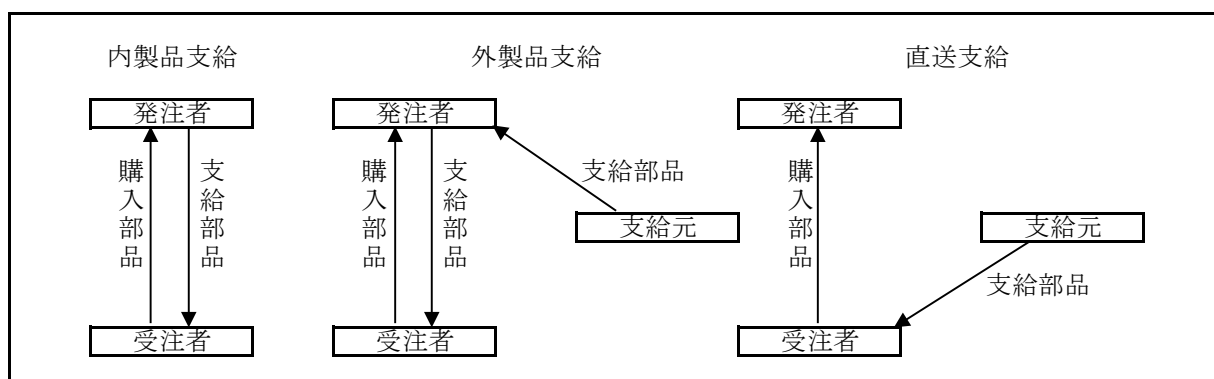 内製品支給
外製品支給
直送支給
発注者
発注者
発注者
購入部品
支給部品
購入部品
支給部品
支給部品
購入部品
支給元
支給元
支給部品
受注者
受注者
受注者